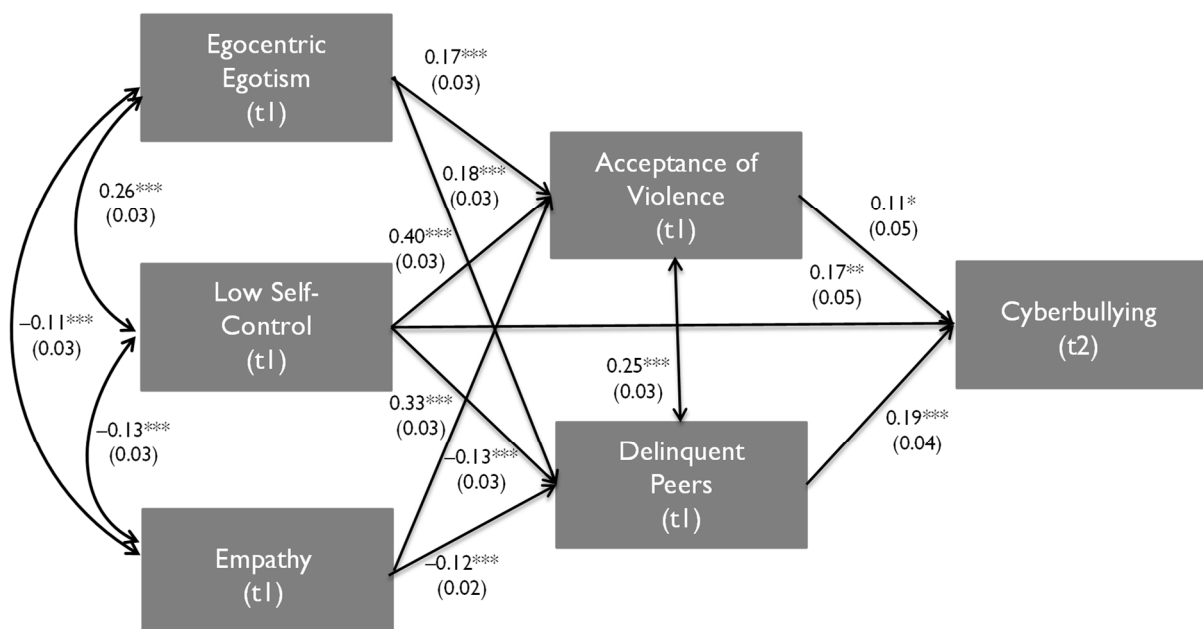 Egocentric
Egotism
(t1)
0.17***
(0.03)
0.18***
(0.03)
Acceptance of
Violence
(t1)
0.26***
(0.03)
0.11*
(0.05)
0.40***
(0.03)
0.17**
(0.05)
Low Self-
Control
(t1)
Cyberbullying
(t2)
–0.11***
(0.03)
0.25***
(0.03)
0.33***
(0.03)
0.19***
(0.04)
–0.13***
(0.03)
–0.13***
(0.03)
Delinquent
Peers
(t1)
Empathy
(t1)
–0.12***
(0.02)